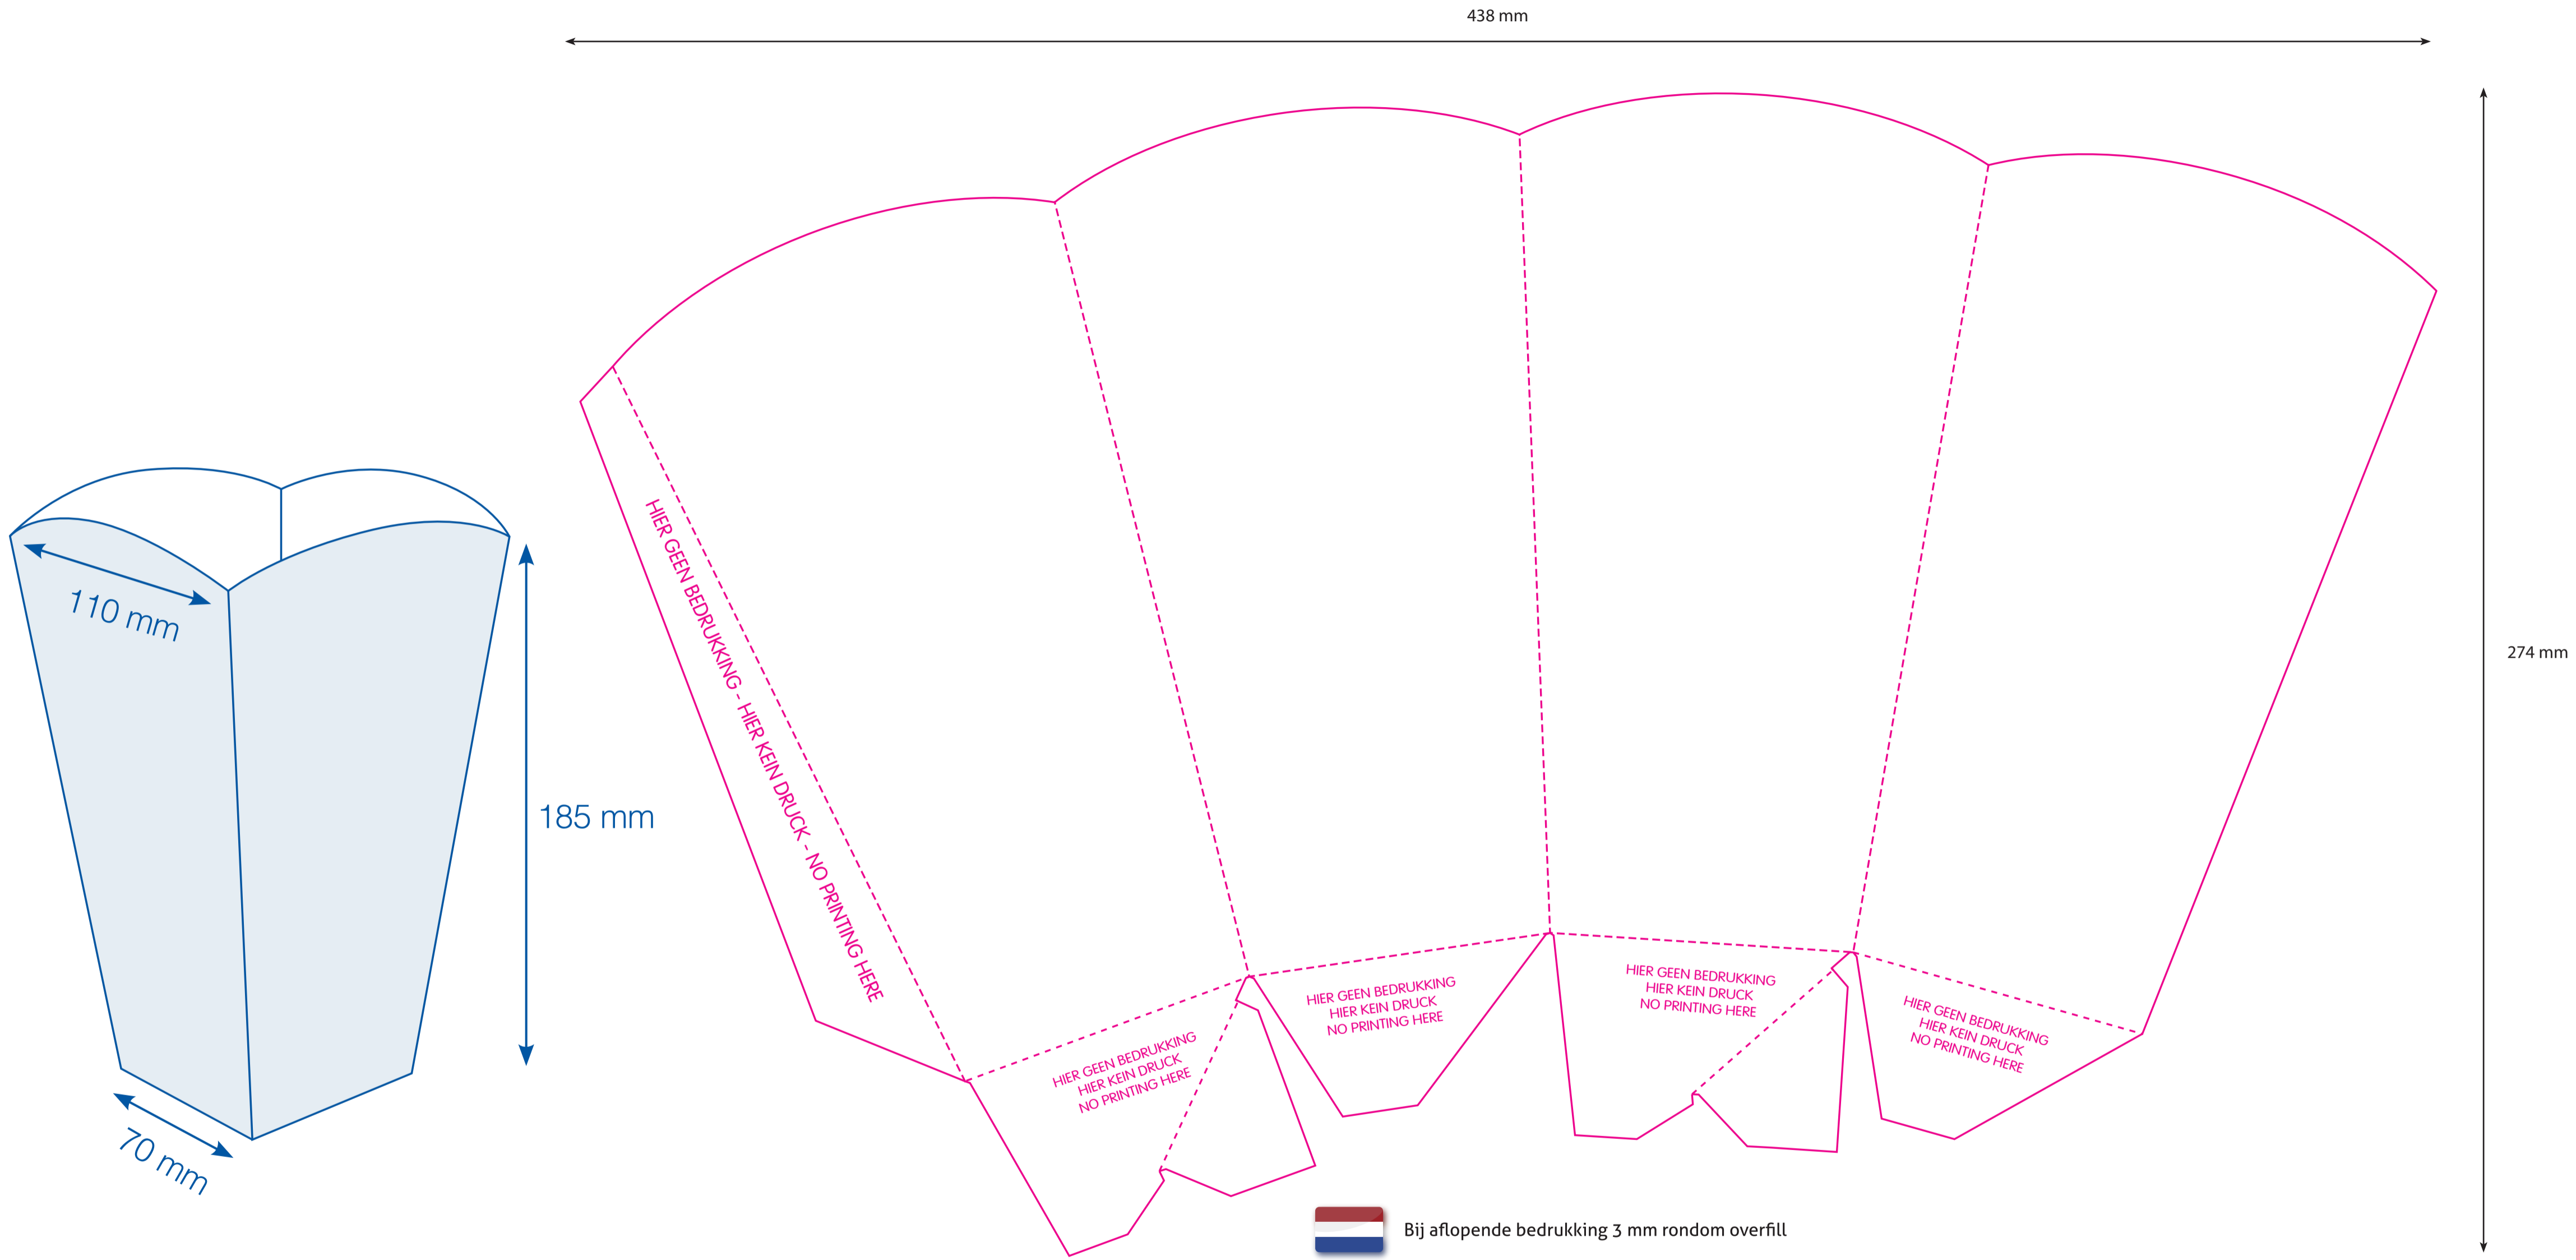 438 mm
274 mm
110 mm
185 mm
70 mm
HIER GEEN BEDRUKKING - HIER KEIN DRUCK - NO PRINTING HERE
HIER GEEN BEDRUKKING
HIER KEIN DRUCK
NO PRINTING HERE
HIER GEEN BEDRUKKING
HIER KEIN DRUCK
NO PRINTING HERE
HIER GEEN BEDRUKKING
HIER KEIN DRUCK
NO PRINTING HERE
HIER GEEN BEDRUKKING
HIER KEIN DRUCK
NO PRINTING HERE
Bij aflopende bedrukking 3 mm rondom overfill